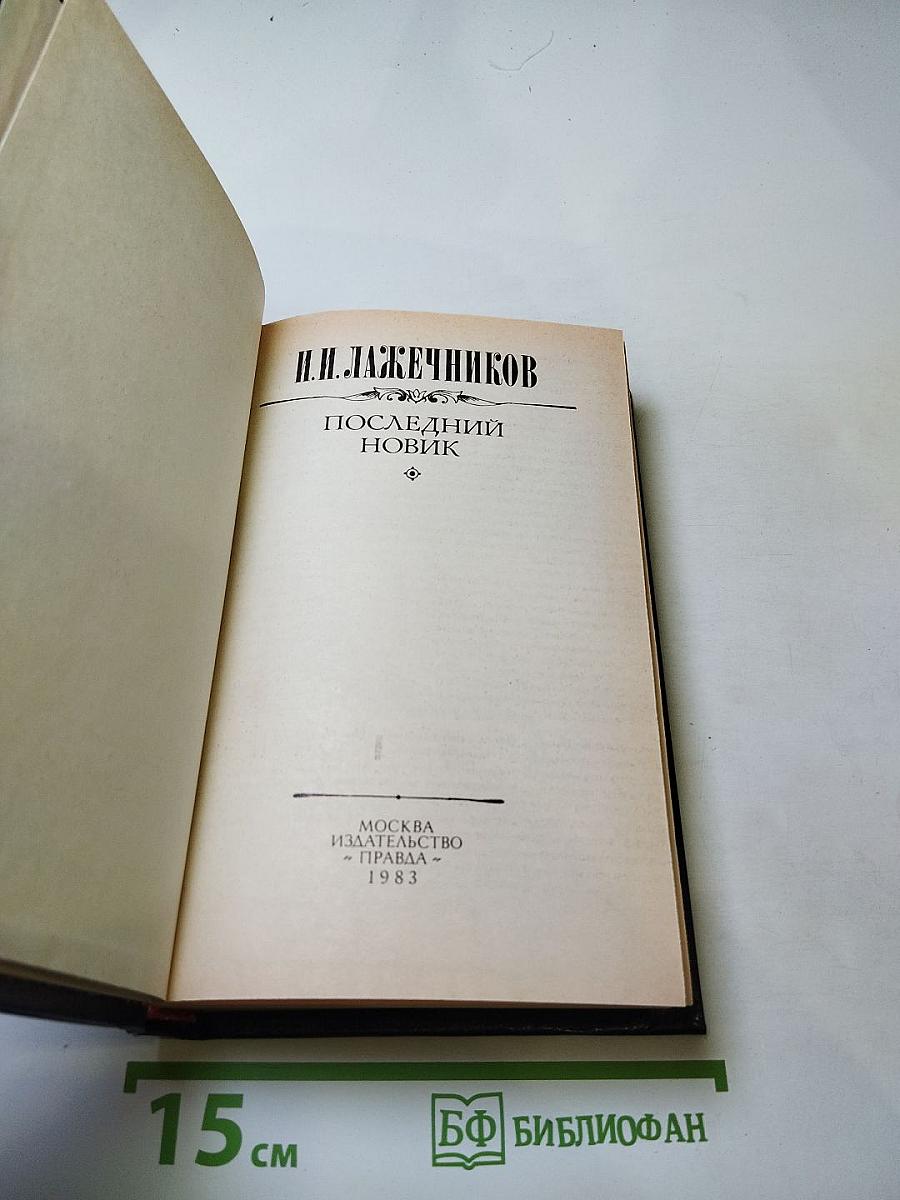 И.И.ЛАЖЕЧНИКОВ
ПОСЛЕДНИЙ
НОВИК
МОСКВА
ИЗДАТЕЛЬСТВО
~ ПРАВДА ~
1983
15 см
БФ БИБЛИОФАН